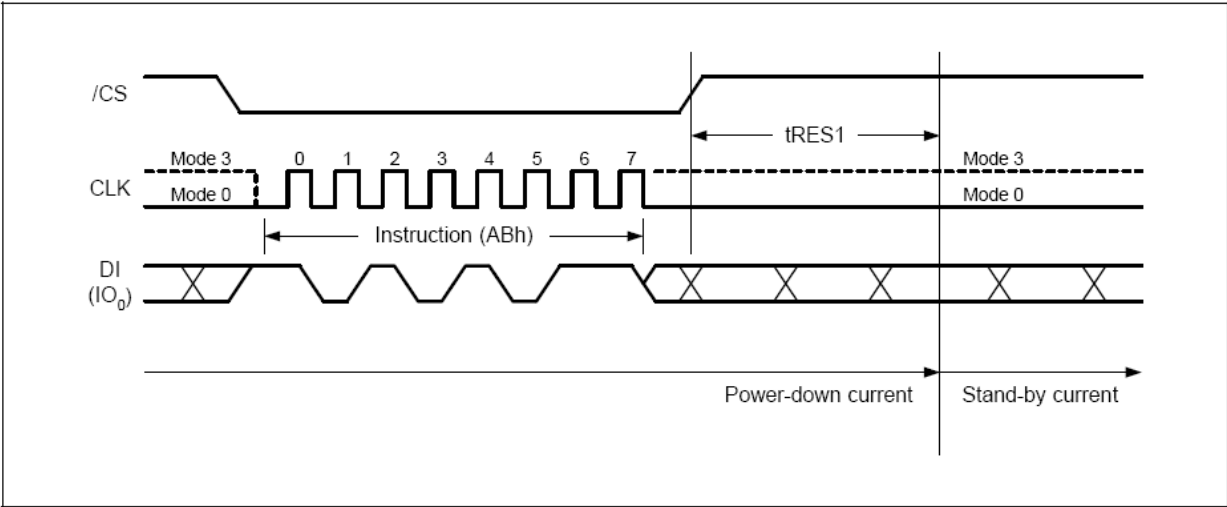 /CS
tRES1
Mode 3 0 1 2 3 4 5 6 7 Mode 3
CLK
Mode 0 Mode 0
Instruction (ABh)
DI
(IO0)
Power-down current Stand-by current